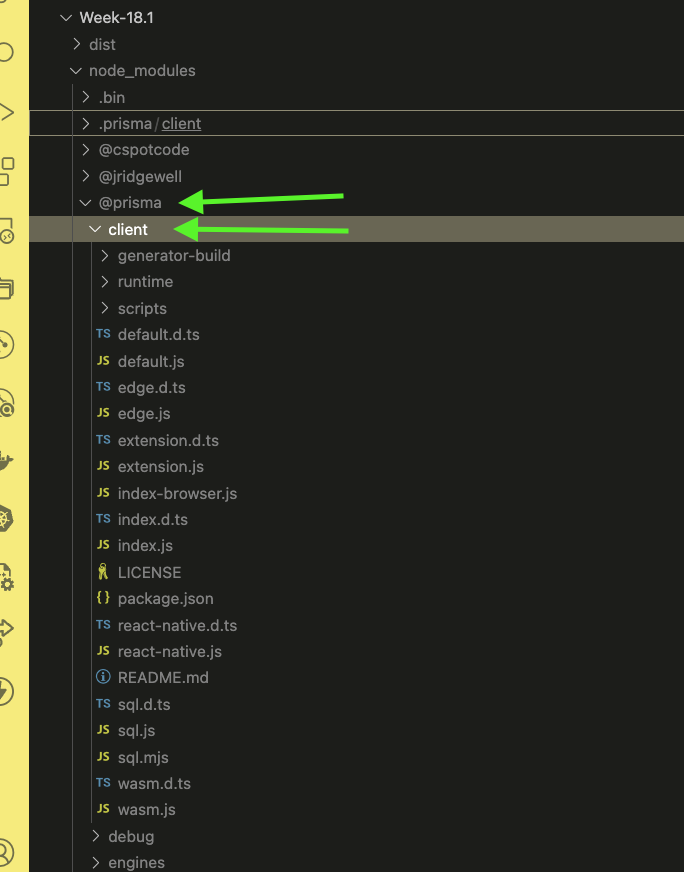 Week-18.1
dist
node_modules
.bin
.prisma/client
@cspotcode
@jridgewell
@prisma
client
generator-build
runtime
scripts
TS default.d.ts
JS default.js
TS edge.d.ts
JS edge.js
TS extension.d.ts
JS extension.js
JS index-browser.js
TS index.d.ts
JS index.js
LICENSE
{} package.json
TS react-native.d.ts
JS react-native.js
README.md
TS sql.d.ts
JS sql.js
JS sql.mjs
TS wasm.d.ts
JS wasm.js
debug
engines